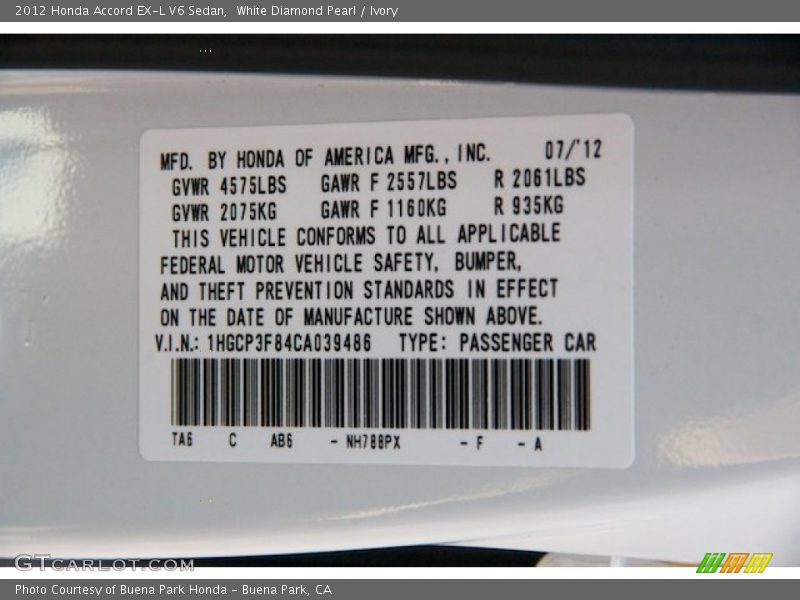 2012 Honda Accord EX-L V6 Sedan,  White Diamond Pearl / Ivory
MFD. BY HONDA OF AMERICA MFG., INC. 07/'12
GVWR 4575LBS GAWR F 2557LBS R 2061LBS
GVWR 2075KG GAWR F 1160KG R 935KG
THIS VEHICLE CONFORMS TO ALL APPLICABLE
FEDERAL MOTOR VEHICLE SAFETY, BUMPER,
AND THEFT PREVENTION STANDARDS IN EFFECT
ON THE DATE OF MANUFACTURE SHOWN ABOVE.
V.I.N.: 1HGCP3F84CA039486 TYPE: PASSENGER CAR
TA6 C AB6 - NH788PX - F - A
GTCARLOT.COM
Photo Courtesy of Buena Park Honda - Buena Park, CA